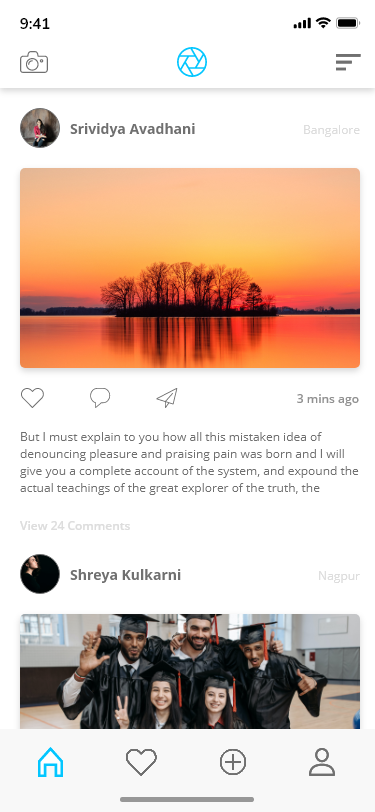 9:41
Srividya Avadhani
Bangalore
3 mins ago
But I must explain to you how all this mistaken idea of
denouncing pleasure and praising pain was born and I will
give you a complete account of the system, and expound the
actual teachings of the great explorer of the truth, the
View 24 Comments
Shreya Kulkarni
Nagpur